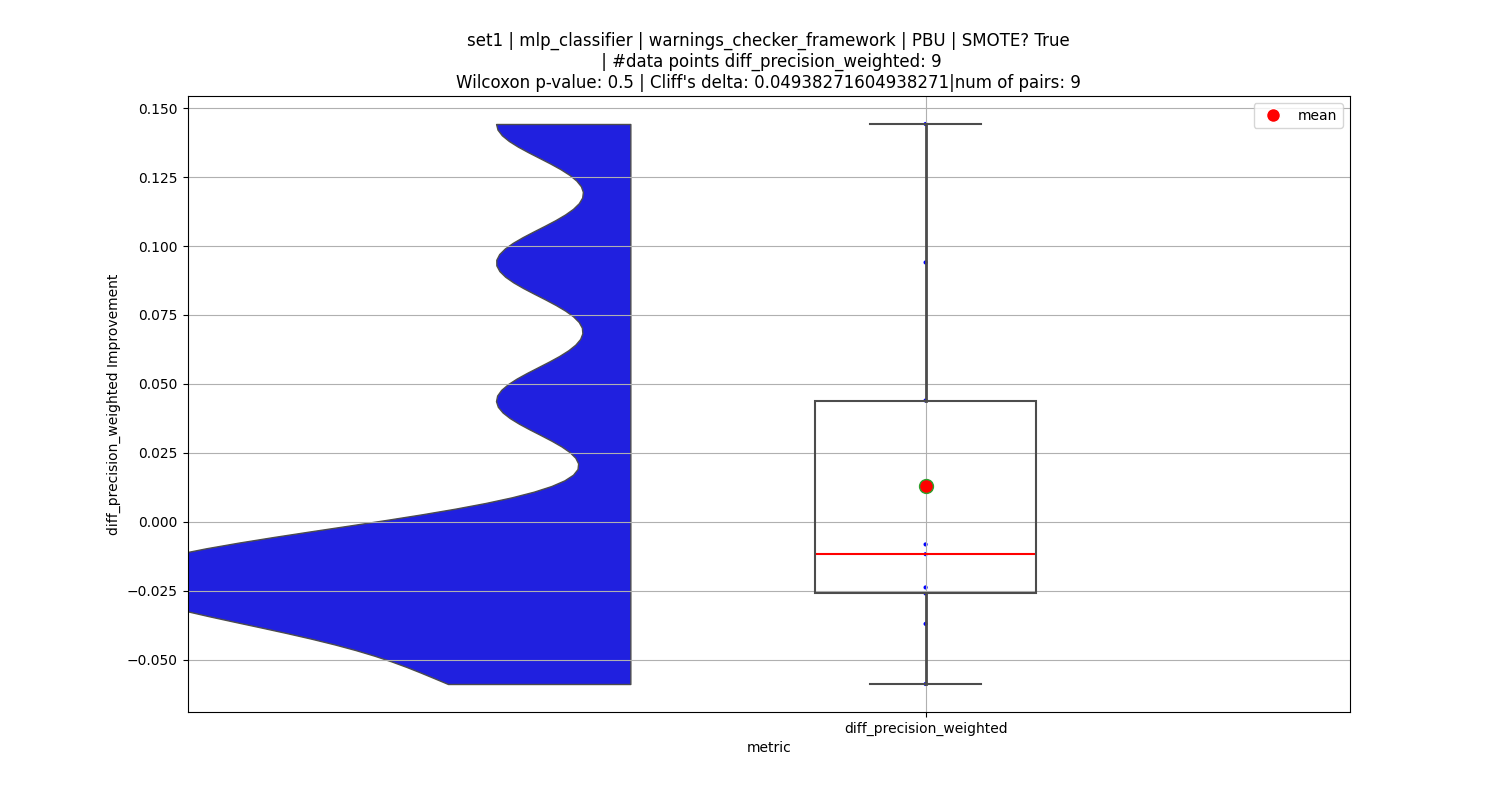 set1 | mlp_classifier | warnings_checker_framework | PBU | SMOTE? True
| #data points diff_precision_weighted: 9
Wilcoxon p-value: 0.5 | Cliff's delta: 0.04938271604938271|num of pairs: 9
mean
0.150
0.125
0.100
0.075
0.050
0.025
0.000
−0.025
−0.050
diff_precision_weighted Improvement
diff_precision_weighted
metric